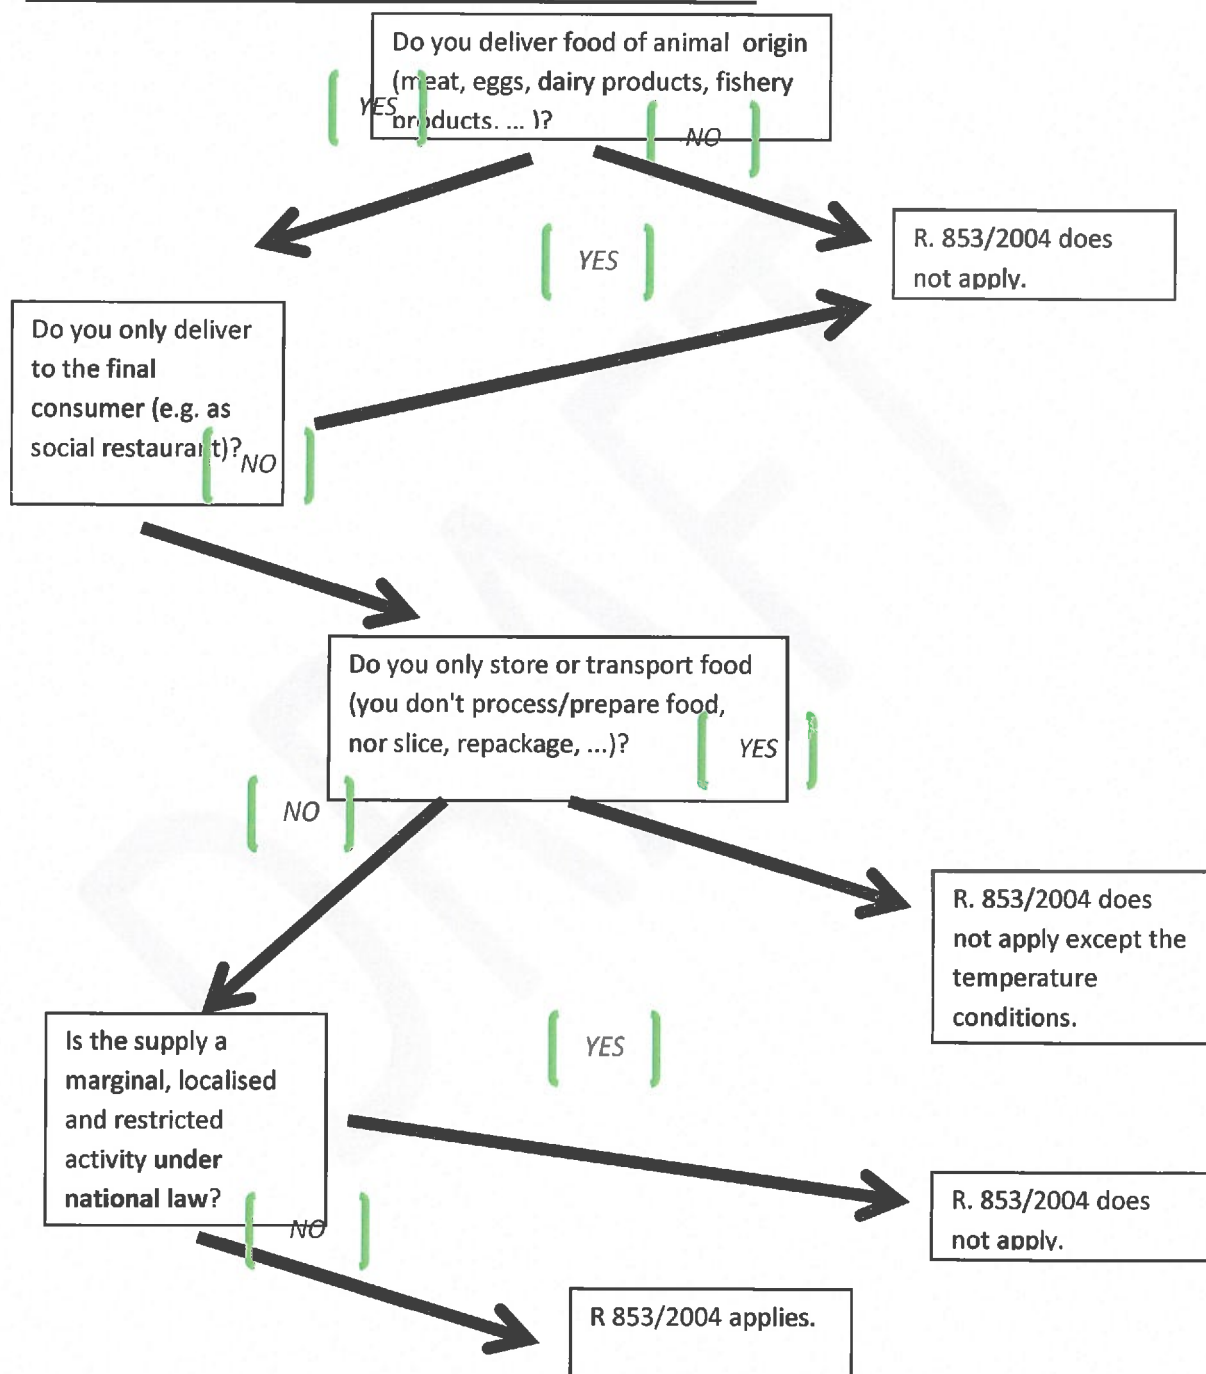 Do you deliver food of animal origin
(meat, eggs, dairy products, fishery
products. ... )?
YES
NO
R. 853/2004 does
not apply.
YES
Do you only deliver
to the final
consumer (e.g. as
social restaurant)?
NO
Do you only store or transport food
(you don't process/prepare food,
nor slice, repackage, ...)?
YES
NO
R. 853/2004 does
not apply except the
temperature
conditions.
Is the supply a
marginal, localised
and restricted
activity under
national law?
YES
NO
R. 853/2004 does
not apply.
R 853/2004 applies.
DRAFT